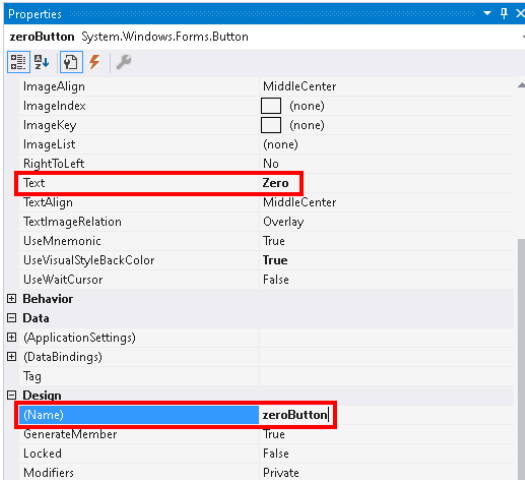 Properties
zeroButton System.Windows.Forms.Button
ImageAlign MiddleCenter
ImageIndex (none)
ImageKey (none)
ImageList (none)
RightToLeft No
Text Zero
TextAlign MiddleCenter
TextImageRelation Overlay
UseMnemonic True
UseVisualStyleBackColor True
UseWaitCursor False
Behavior
Data
(ApplicationSettings)
(DataBindings)
Tag
Design
(Name) zeroButton
GenerateMember True
Locked False
Modifiers Private